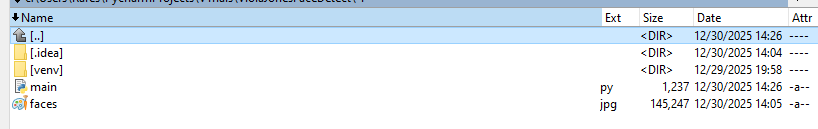 Name Ext Size Date Attr
[..] <DIR> 12/30/2025 14:26 ----
[.idea] <DIR> 12/30/2025 14:04 ----
[venv] <DIR> 12/29/2025 19:58 ----
main py 1,237 12/30/2025 14:26 -a--
faces jpg 145,247 12/30/2025 14:05 -a--